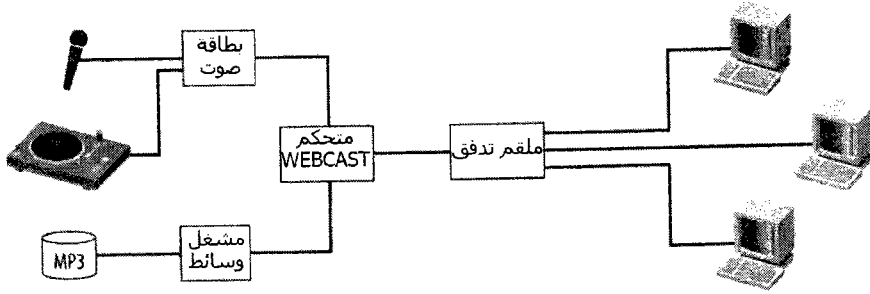 بطاقة
صوت
متحكم
WEBCAST
ملقم تدفق
مشغل
وسائط
MP3